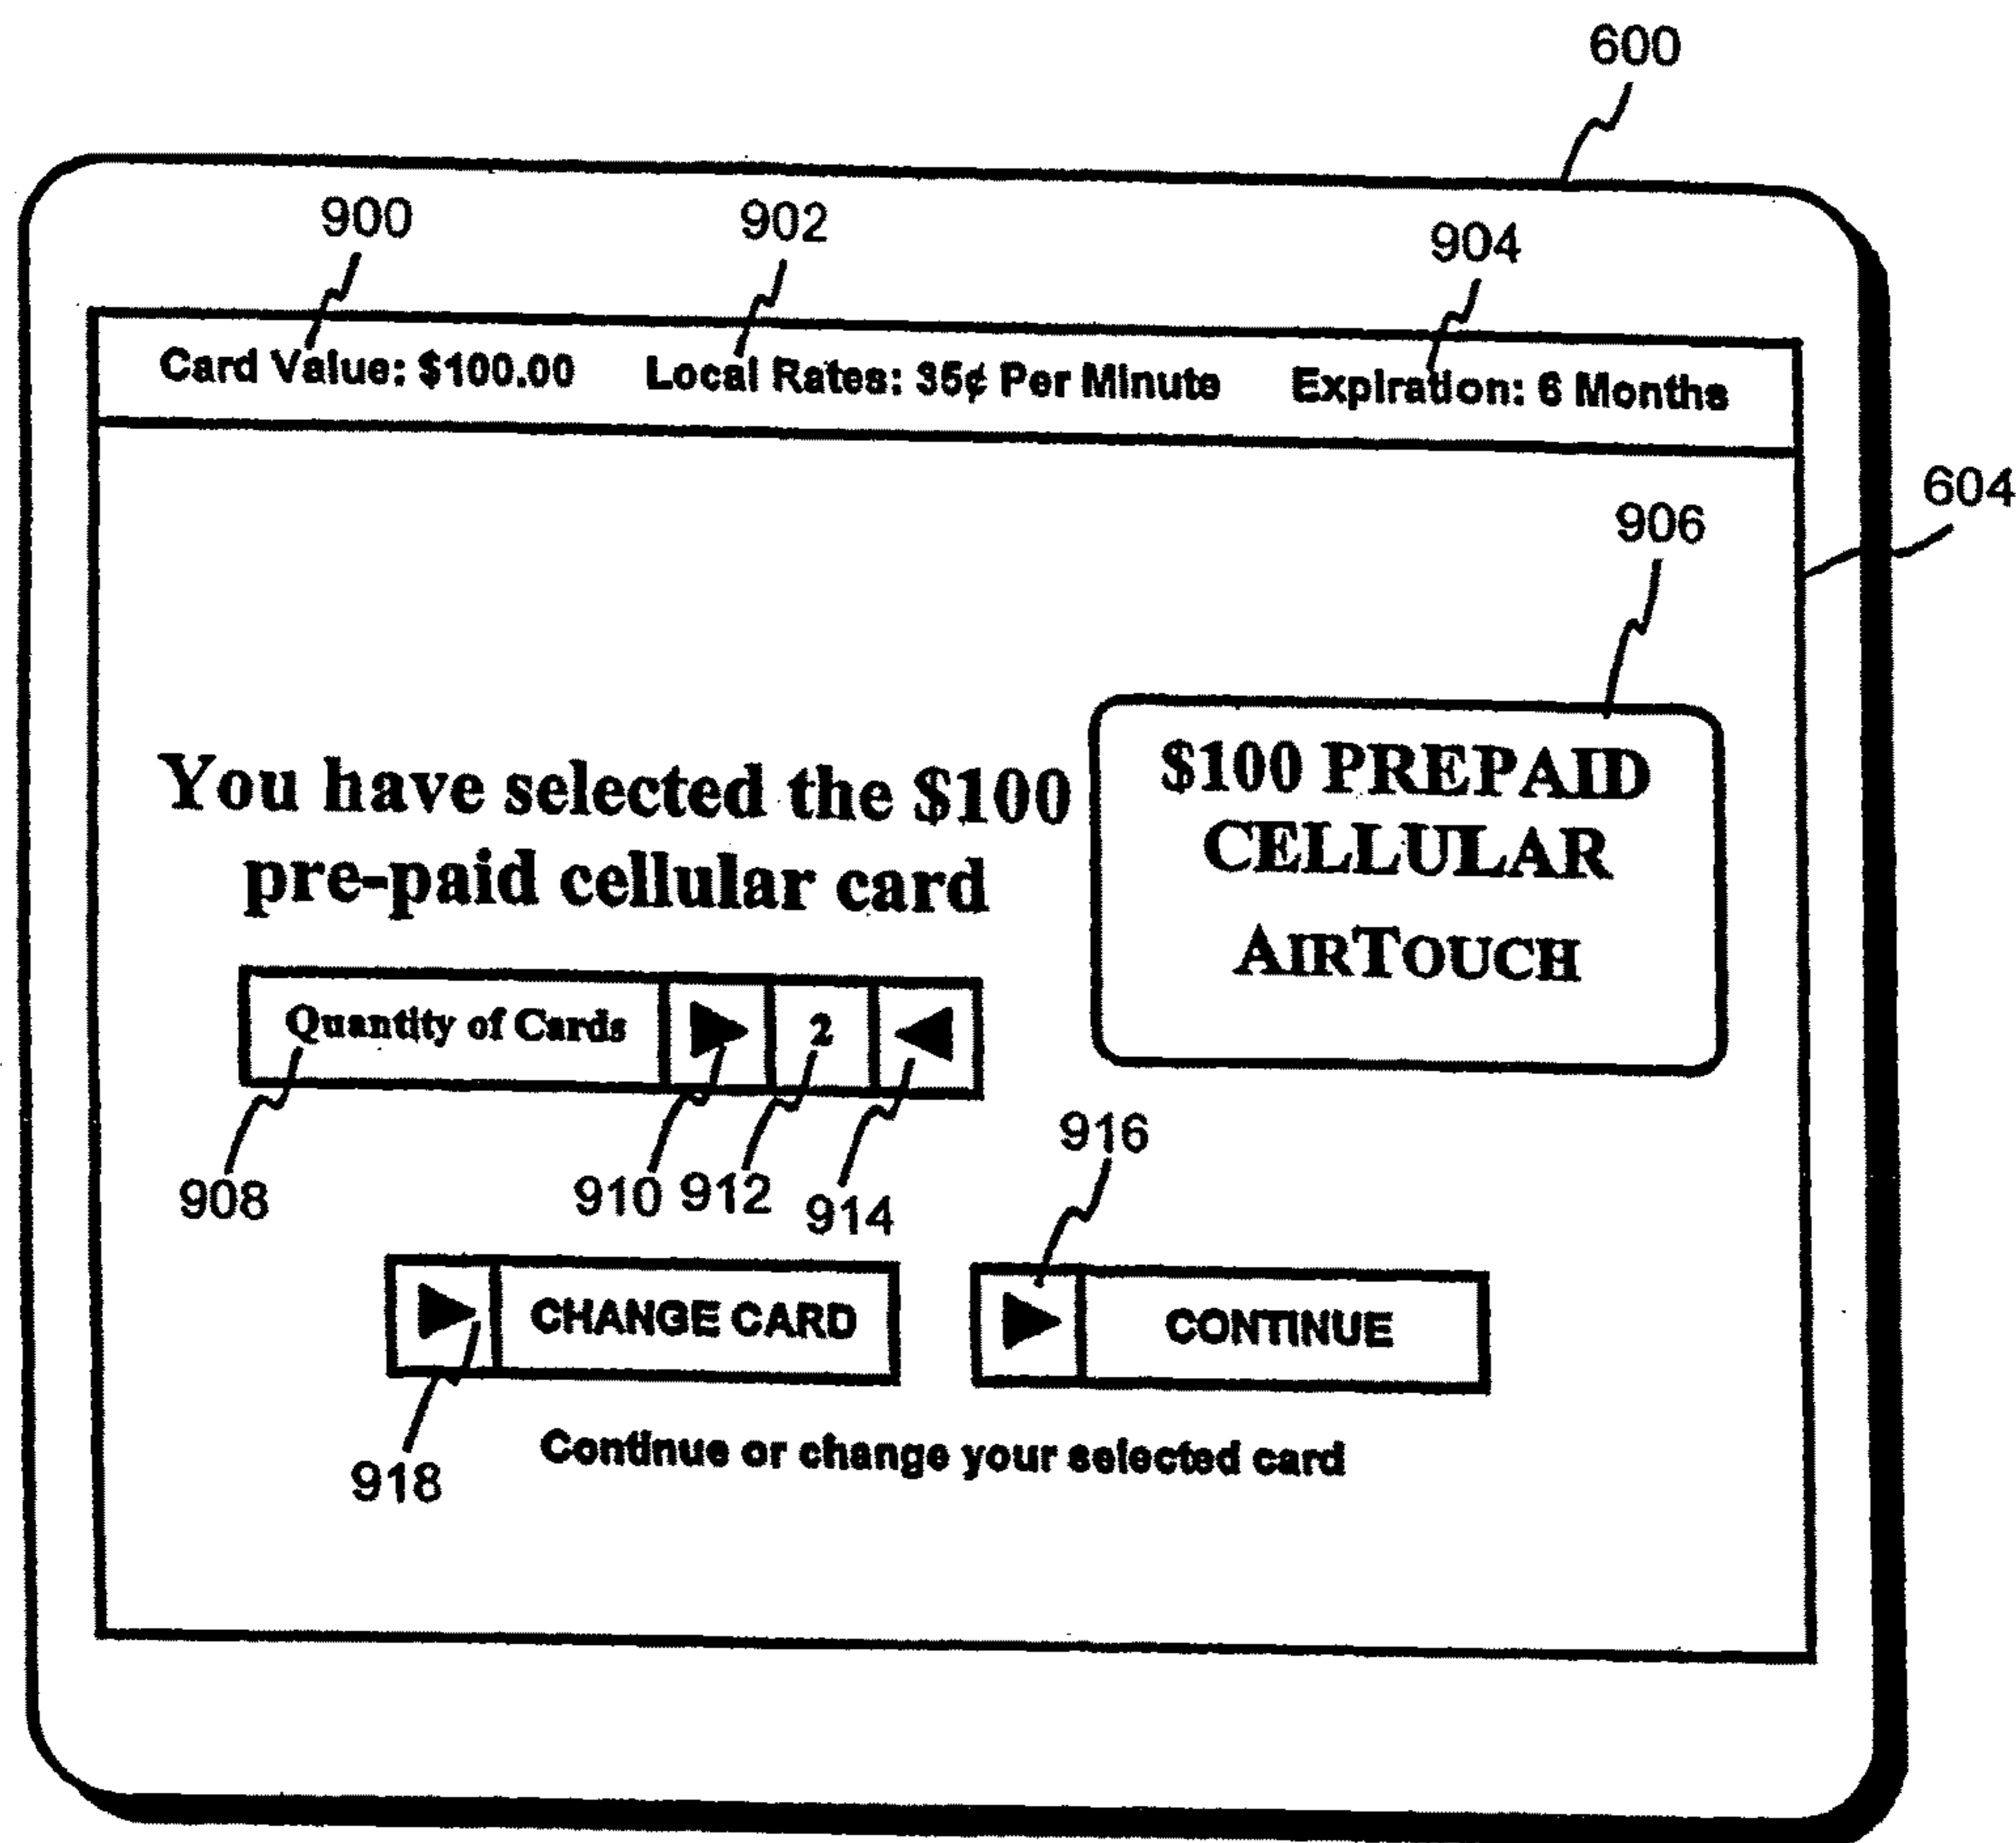 600
900
902
904
Card Value: $100.00 Local Rates: 35¢ Per Minute Expiration: 6 Months
604
906
You have selected the $100
pre-paid cellular card
$100 PREPAID
CELLULAR
AIRTOUCH
Quantity of Cards 2
908
910
912
914
916
CHANGE CARD
CONTINUE
918
Continue or change your selected card